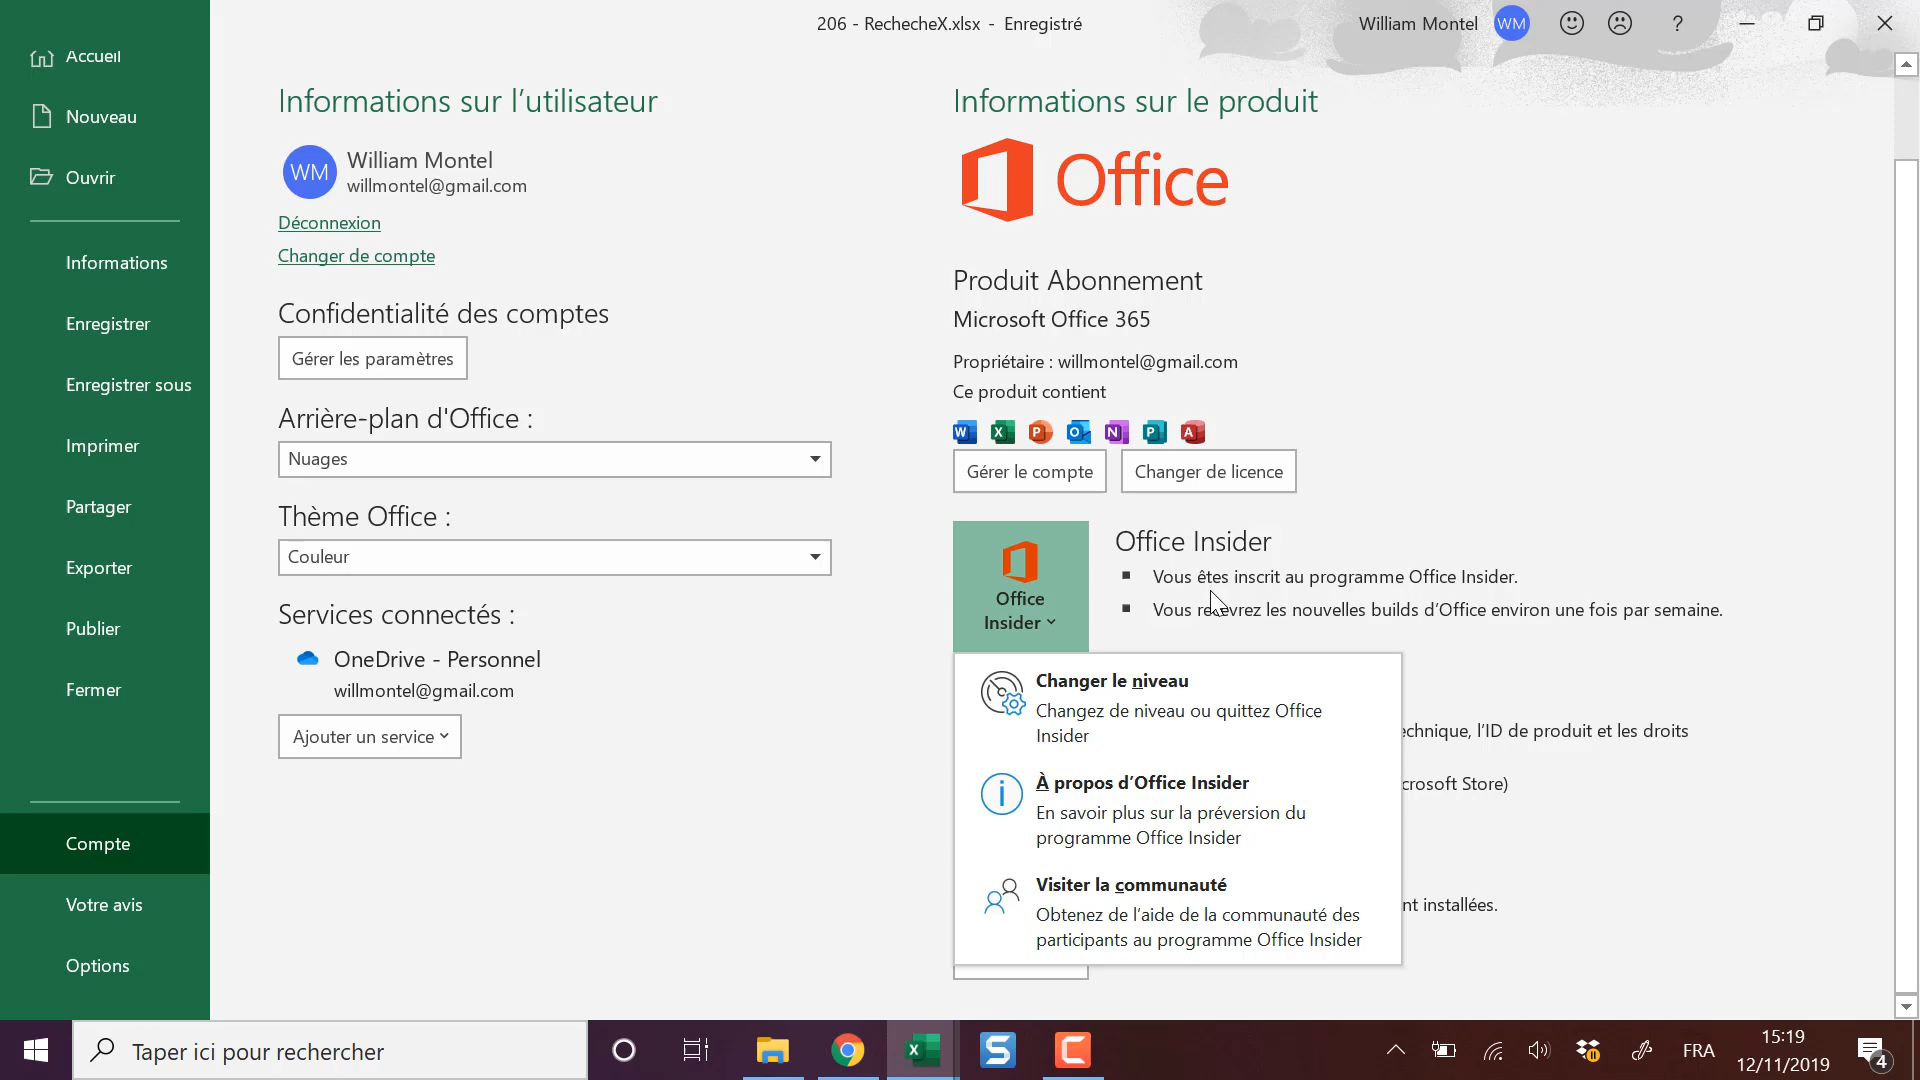 206 - RechecheX.xlsx - Enregistré
William Montel
WM
?
Accueil
Nouveau
Ouvrir
Informations
Enregistrer
Enregistrer sous
Imprimer
Partager
Exporter
Publier
Fermer
Compte
Votre avis
Options
Informations sur l’utilisateur
WM
William Montel
willmontel@gmail.com
Déconnexion
Changer de compte
Confidentialité des comptes
Gérer les paramètres
Arrière-plan d'Office :
Nuages
Thème Office :
Couleur
Services connectés :
OneDrive - Personnel
willmontel@gmail.com
Ajouter un service
Informations sur le produit
Office
Produit Abonnement
Microsoft Office 365
Propriétaire : willmontel@gmail.com
Ce produit contient
W X P O N P A
Gérer le compte
Changer de licence
Office
Insider
Office Insider
Vous êtes inscrit au programme Office Insider.
Vous recevrez les nouvelles builds d’Office environ une fois par semaine.
Changer le niveau
Changez de niveau ou quittez Office
Insider
À propos d’Office Insider
En savoir plus sur la préversion du
programme Office Insider
Visiter la communauté
Obtenez de l’aide de la communauté des
participants au programme Office Insider
echnique, l’ID de produit et les droits
crosoft Store)
nt installées.
Taper ici pour rechercher
X
S
C
FRA
15:19
12/11/2019
4